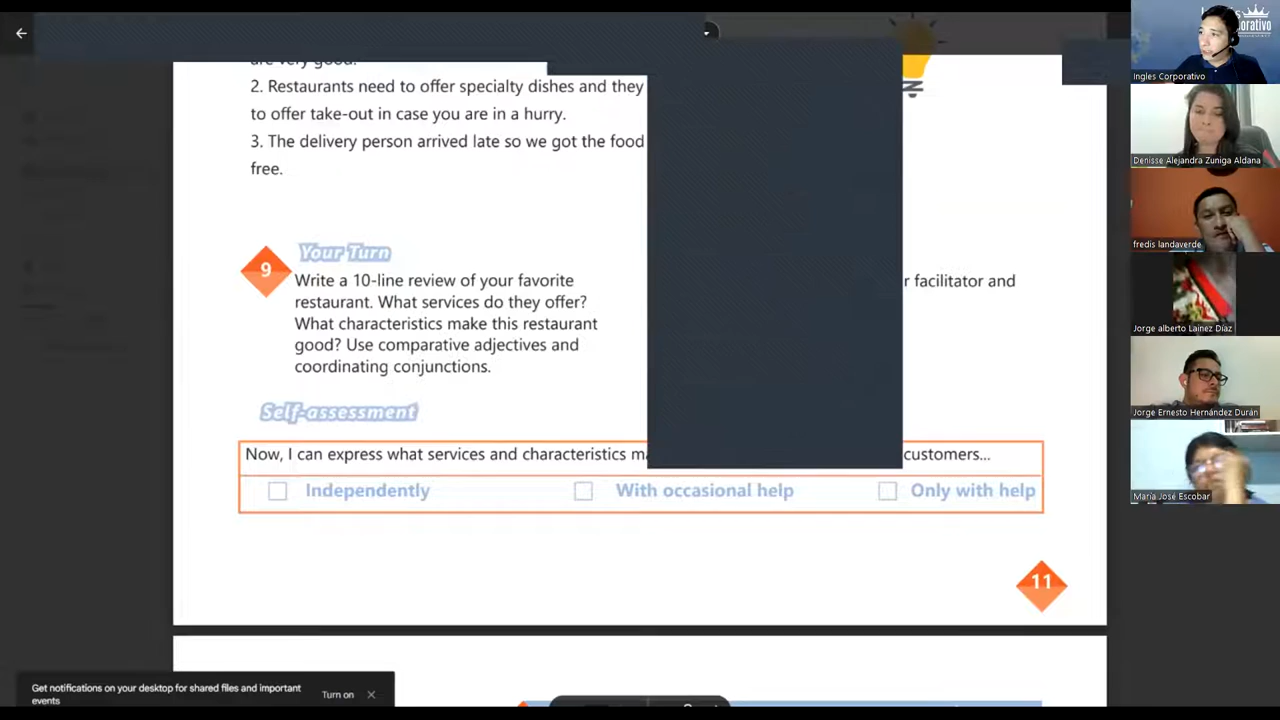 are very good.
2. Restaurants need to offer specialty dishes and they
to offer take-out in case you are in a hurry.
3. The delivery person arrived late so we got the food
free.
Your Turn
9
Write a 10-line review of your favorite
restaurant. What services do they offer?
What characteristics make this restaurant
good? Use comparative adjectives and
coordinating conjunctions.
r facilitator and
Self-assessment
Now, I can express what services and characteristics m
customers...
Independently
With occasional help
Only with help
11
Get notifications on your desktop for shared files and important
events
Turn on
Ingles Corporativo
Denisse Alejandra Zuniga Aldana
fredis landaverde
Jorge alberto Lainez Díaz
Jorge Ernesto Hernández Durán
María José Escobar